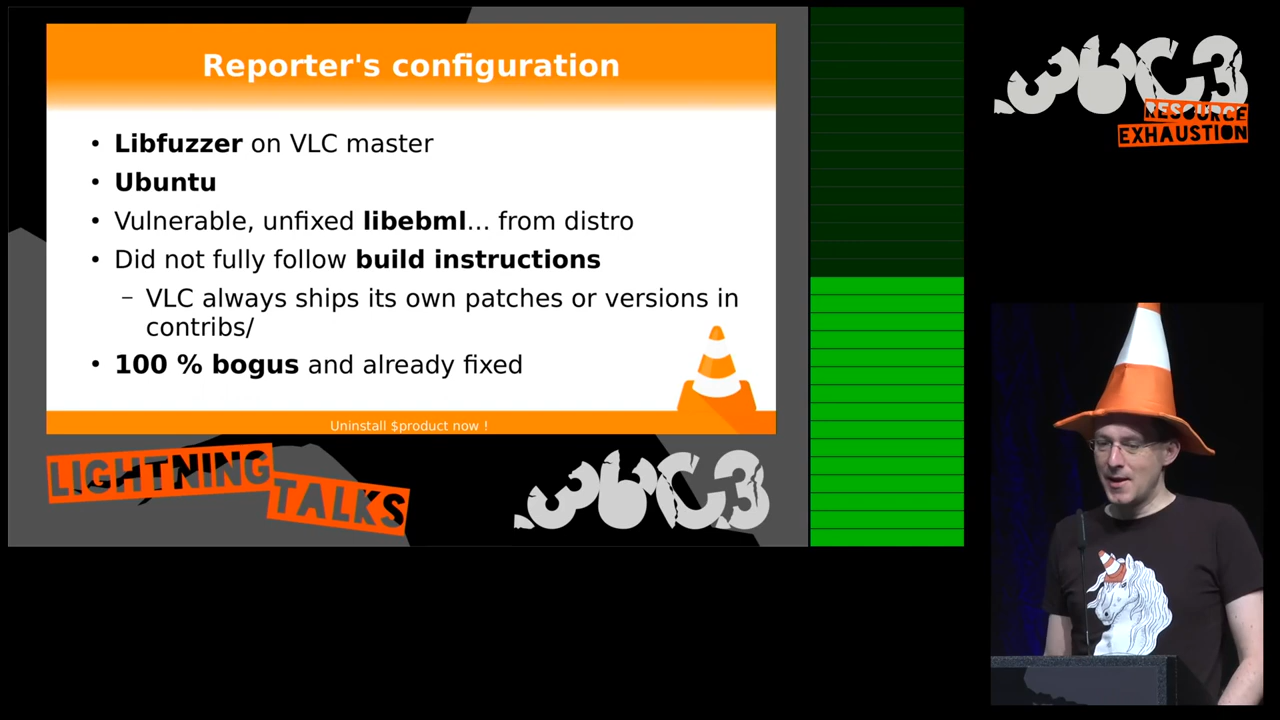 Reporter's configuration
• Libfuzzer on VLC master
• Ubuntu
• Vulnerable, unfixed libebml... from distro
• Did not fully follow build instructions
– VLC always ships its own patches or versions in
contribs/
• 100 % bogus and already fixed
Uninstall $product now !
LIGHTNING
TALKS
36C3
36C3
RESOURCE
EXHAUSTION